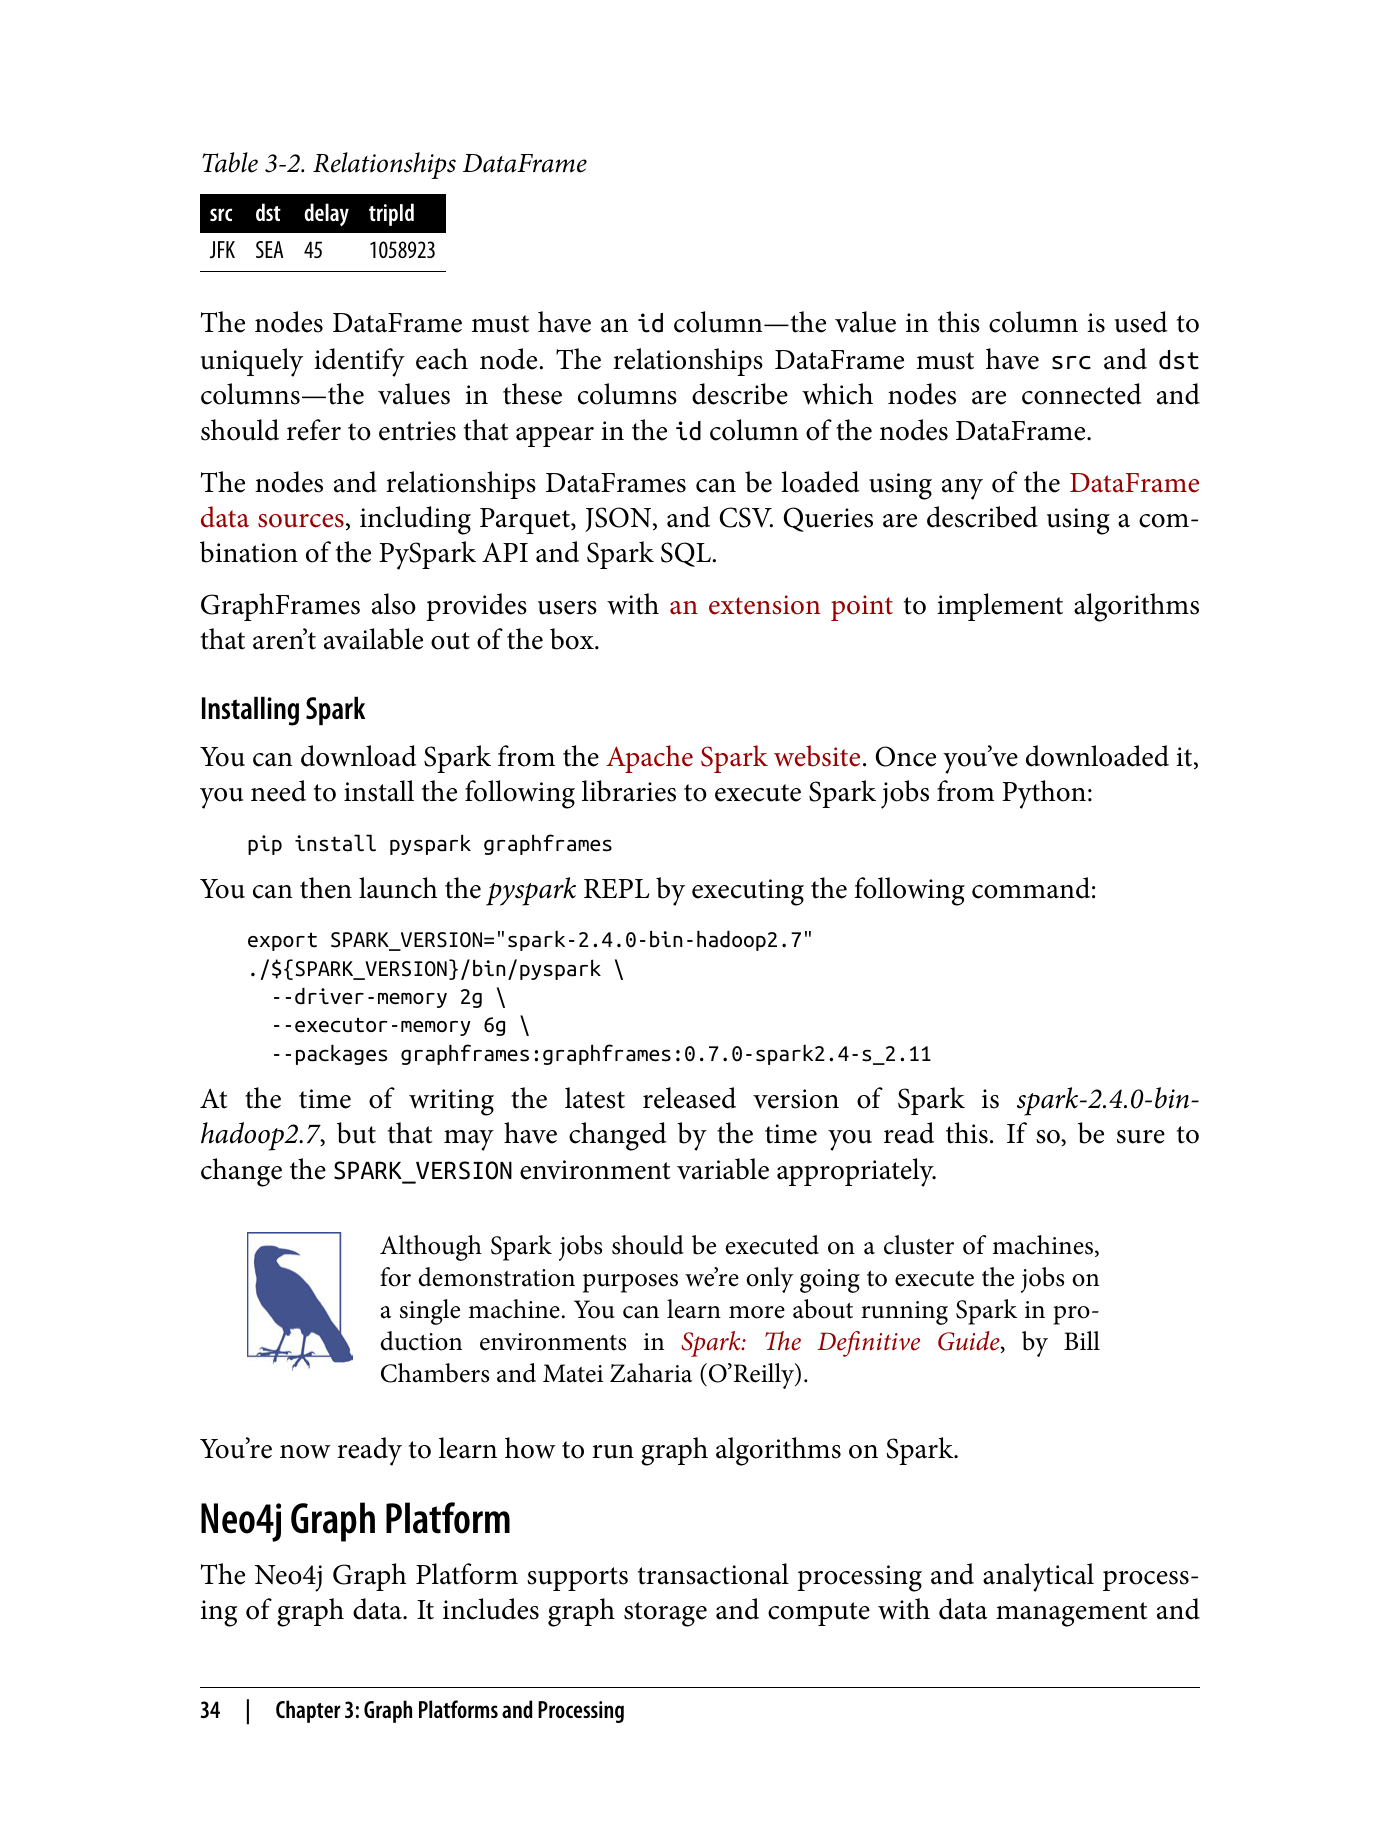 Table 3-2. Relationships DataFrame
src dst delay tripId
JFK SEA 45 1058923
The nodes DataFrame must have an id column—the value in this column is used to
uniquely identify each node. The relationships DataFrame must have src and dst
columns—the values in these columns describe which nodes are connected and
should refer to entries that appear in the id column of the nodes DataFrame.
The nodes and relationships DataFrames can be loaded using any of the DataFrame
data sources, including Parquet, JSON, and CSV. Queries are described using a com-
bination of the PySpark API and Spark SQL.
GraphFrames also provides users with an extension point to implement algorithms
that aren’t available out of the box.
Installing Spark
You can download Spark from the Apache Spark website. Once you’ve downloaded it,
you need to install the following libraries to execute Spark jobs from Python:
pip install pyspark graphframes
You can then launch the pyspark REPL by executing the following command:
export SPARK_VERSION="spark-2.4.0-bin-hadoop2.7"
./${SPARK_VERSION}/bin/pyspark \
--driver-memory 2g \
--executor-memory 6g \
--packages graphframes:graphframes:0.7.0-spark2.4-s_2.11
At the time of writing the latest released version of Spark is spark-2.4.0-bin-
hadoop2.7, but that may have changed by the time you read this. If so, be sure to
change the SPARK_VERSION environment variable appropriately.
Although Spark jobs should be executed on a cluster of machines,
for demonstration purposes we’re only going to execute the jobs on
a single machine. You can learn more about running Spark in pro-
duction environments in Spark: The Definitive Guide, by Bill
Chambers and Matei Zaharia (O’Reilly).
You’re now ready to learn how to run graph algorithms on Spark.
Neo4j Graph Platform
The Neo4j Graph Platform supports transactional processing and analytical process-
ing of graph data. It includes graph storage and compute with data management and
34 | Chapter 3: Graph Platforms and Processing